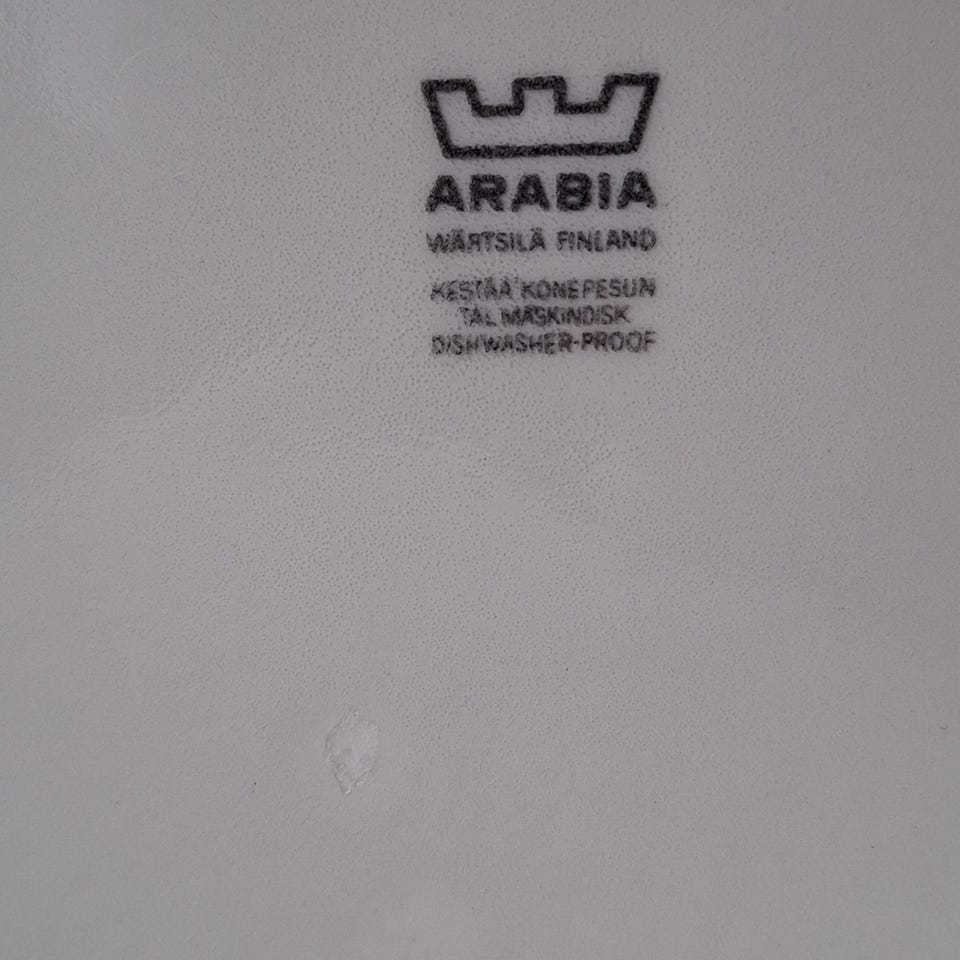 ARABIA
WÄRTSILÄ FINLAND
KESTÄÄ KONEPESUN
TÅL MASKINDISK
DISHWASHER-PROOF